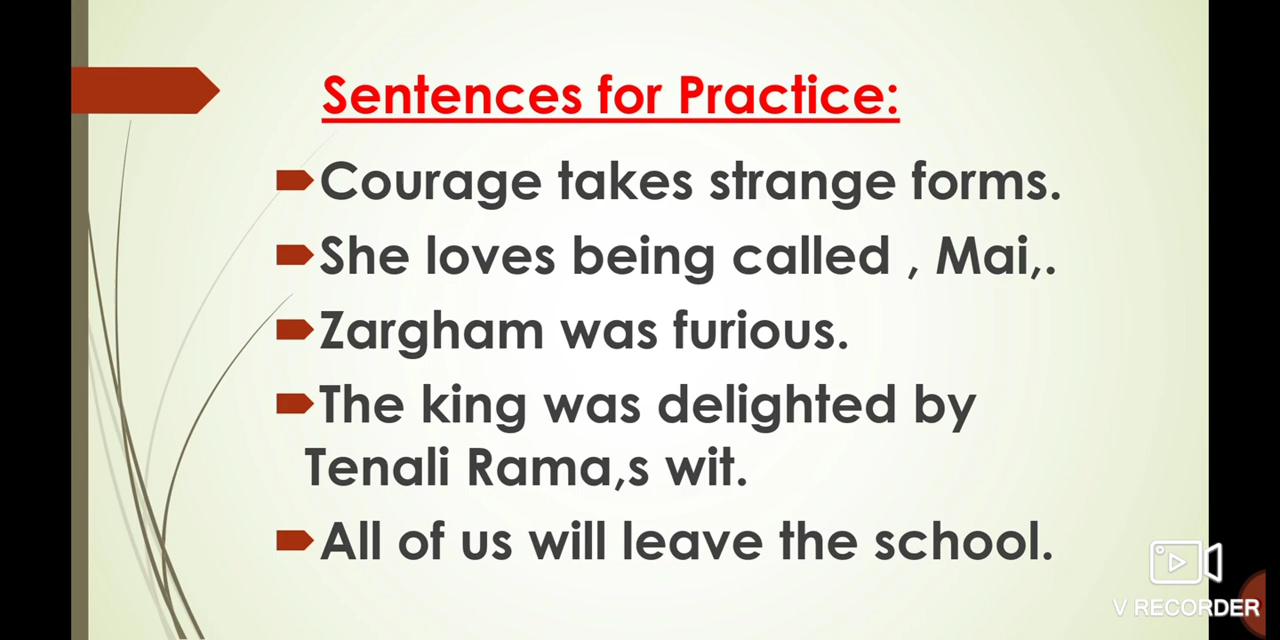 Sentences for Practice:
Courage takes strange forms.
She loves being called , Mai,.
Zargham was furious.
The king was delighted by
Tenali Rama,s wit.
All of us will leave the school.
V RECORDER